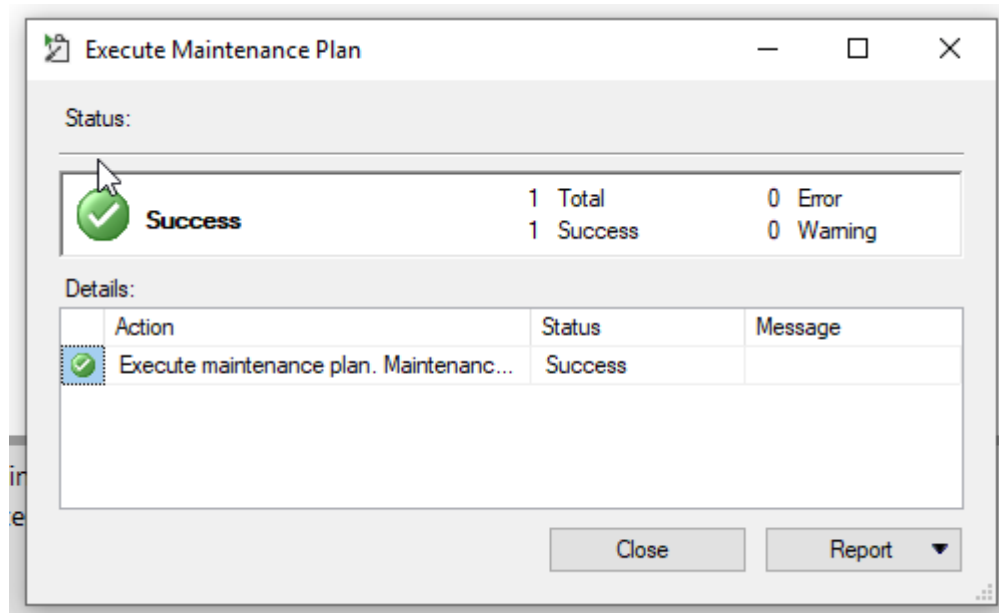 Execute Maintenance Plan
Status:
Success
1 Total
0 Error
1 Success
0 Warning
Details:
Action Status Message
Execute maintenance plan. Maintenanc... Success
Close Report